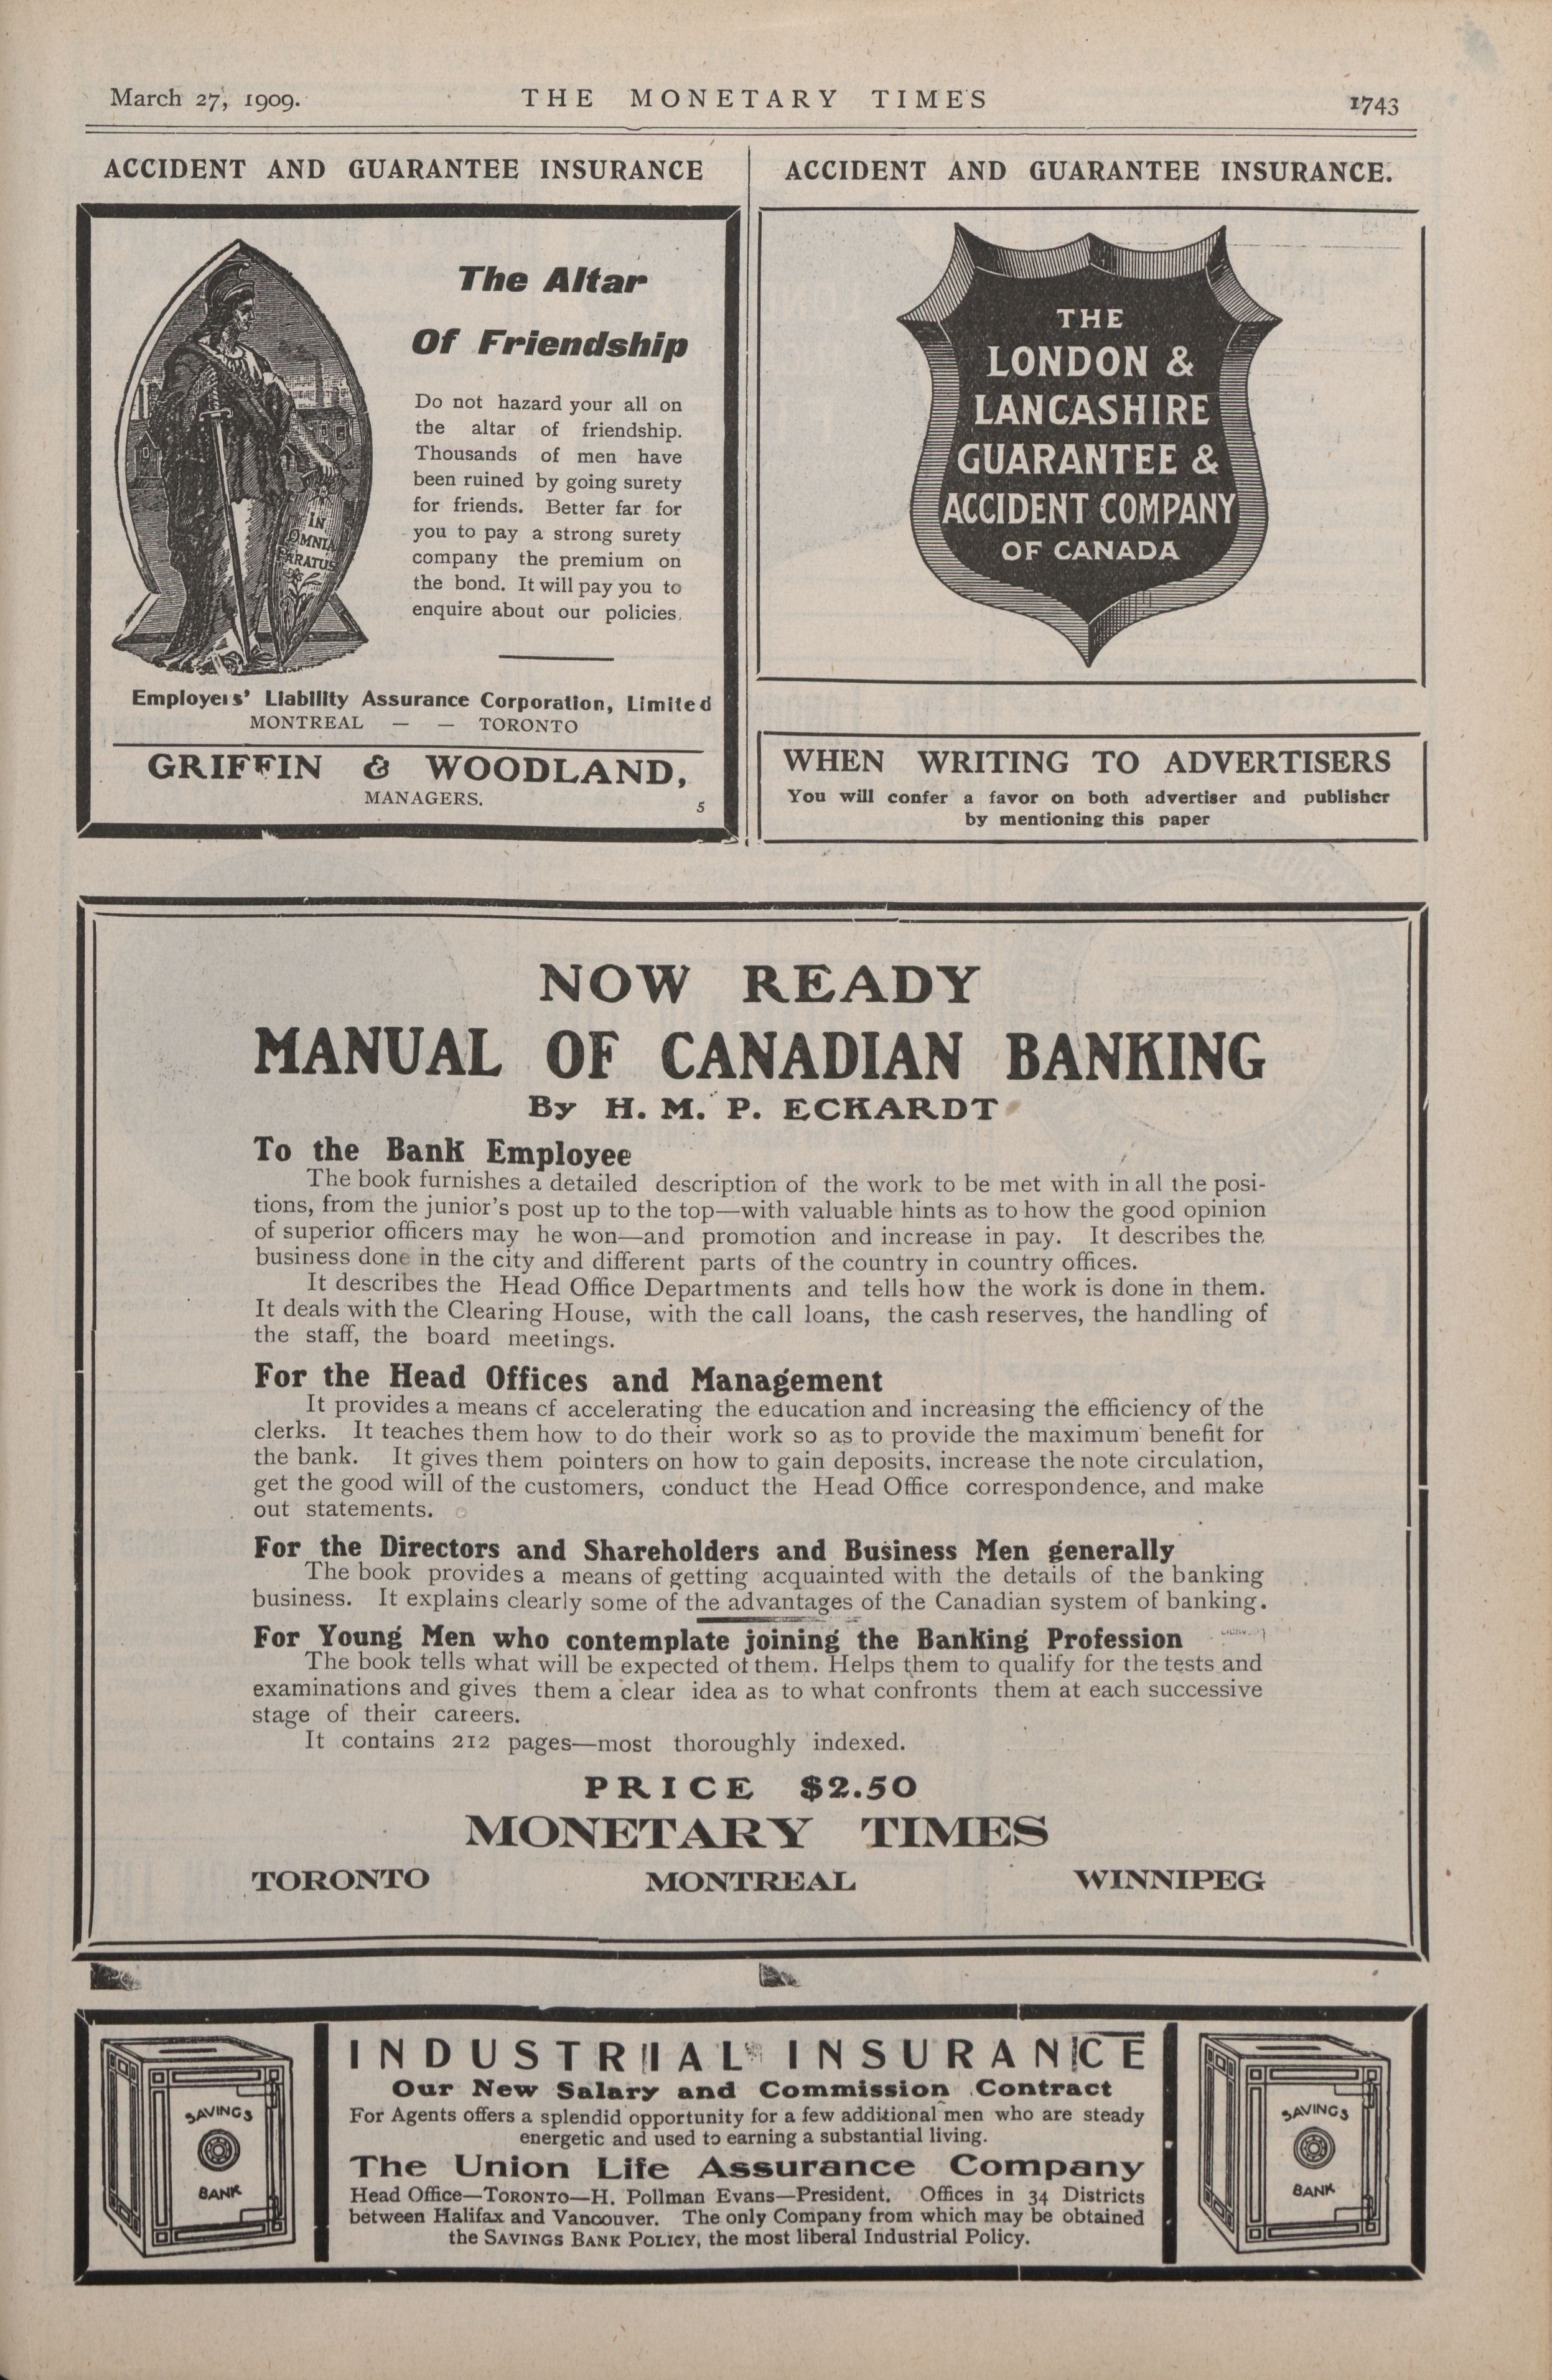 March 27, 1909.
THE MONETARY TIMES
1743
ACCIDENT AND GUARANTEE INSURANCE
The Altar
Of Friendship
Do not hazard your all on
the altar of friendship.
Thousands of men have
been ruined by going surety
for friends. Better far for
you to pay a strong surety
company the premium on
the bond. It will pay you to
enquire about our policies.
IN
OMNIA
PARATUS
Employers' Liability Assurance Corporation, Limited
MONTREAL — — TORONTO
GRIFFIN & WOODLAND,
MANAGERS.
5
ACCIDENT AND GUARANTEE INSURANCE.
THE
LONDON &
LANCASHIRE
GUARANTEE &
ACCIDENT COMPANY
OF CANADA
WHEN WRITING TO ADVERTISERS
You will confer a favor on both advertiser and publisher
by mentioning this paper
NOW READY
MANUAL OF CANADIAN BANKING
By H. M. P. ECKARDT
To the Bank Employee
The book furnishes a detailed description of the work to be met with in all the posi-
tions, from the junior's post up to the top—with valuable hints as to how the good opinion
of superior officers may he won—and promotion and increase in pay. It describes the
business done in the city and different parts of the country in country offices.
It describes the Head Office Departments and tells how the work is done in them.
It deals with the Clearing House, with the call loans, the cash reserves, the handling of
the staff, the board meetings.
For the Head Offices and Management
It provides a means of accelerating the education and increasing the efficiency of the
clerks. It teaches them how to do their work so as to provide the maximum benefit for
the bank. It gives them pointers on how to gain deposits, increase the note circulation,
get the good will of the customers, conduct the Head Office correspondence, and make
out statements.
For the Directors and Shareholders and Business Men generally
The book provides a means of getting acquainted with the details of the banking
business. It explains clearly some of the advantages of the Canadian system of banking.
For Young Men who contemplate joining the Banking Profession
The book tells what will be expected of them. Helps them to qualify for the tests and
examinations and gives them a clear idea as to what confronts them at each successive
stage of their careers.
It contains 212 pages—most thoroughly indexed.
PRICE $2.50
MONETARY TIMES
TORONTO MONTREAL WINNIPEG
SAVINGS
BANK
INDUSTRIAL INSURANCE
Our New Salary and Commission Contract
For Agents offers a splendid opportunity for a few additional men who are steady
energetic and used to earning a substantial living.
The Union Life Assurance Company
Head Office—TORONTO—H. Pollman Evans—President. Offices in 34 Districts
between Halifax and Vancouver. The only Company from which may be obtained
the SAVINGS BANK POLICY, the most liberal Industrial Policy.
SAVINGS
BANK